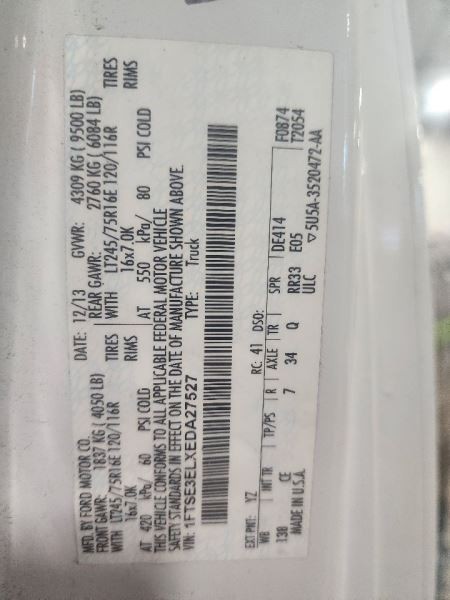 MFD. BY FORD MOTOR CO.
DATE: 12/13 GVWR: 4309 KG ( 9500 LB)
FRONT GAWR: 1837 KG ( 4050 LB) REAR GAWR: 2760 KG ( 6084 LB)
WITH LT245/75R16E 120/116R TIRES WITH LT245/75R16E 120/116R TIRES
16x7.0K RIMS 16x7.0K RIMS
AT 420 kPa/ 60 PSI COLD AT 550 kPa/ 80 PSI COLD
THIS VEHICLE CONFORMS TO ALL APPLICABLE FEDERAL MOTOR VEHICLE
SAFETY STANDARDS IN EFFECT ON THE DATE OF MANUFACTURE SHOWN ABOVE.
VIN: 1FTSE3ELXEDA27527 TYPE: Truck
EXT PNT: YZ RC: 41 DSO:
WB INT TR TP/PS R AXLE TR SPR DE414 F0874
138 CE 7 34 Q RR33 E05 T2054
MADE IN U.S.A. ULC ▽5U5A-3520472-AA